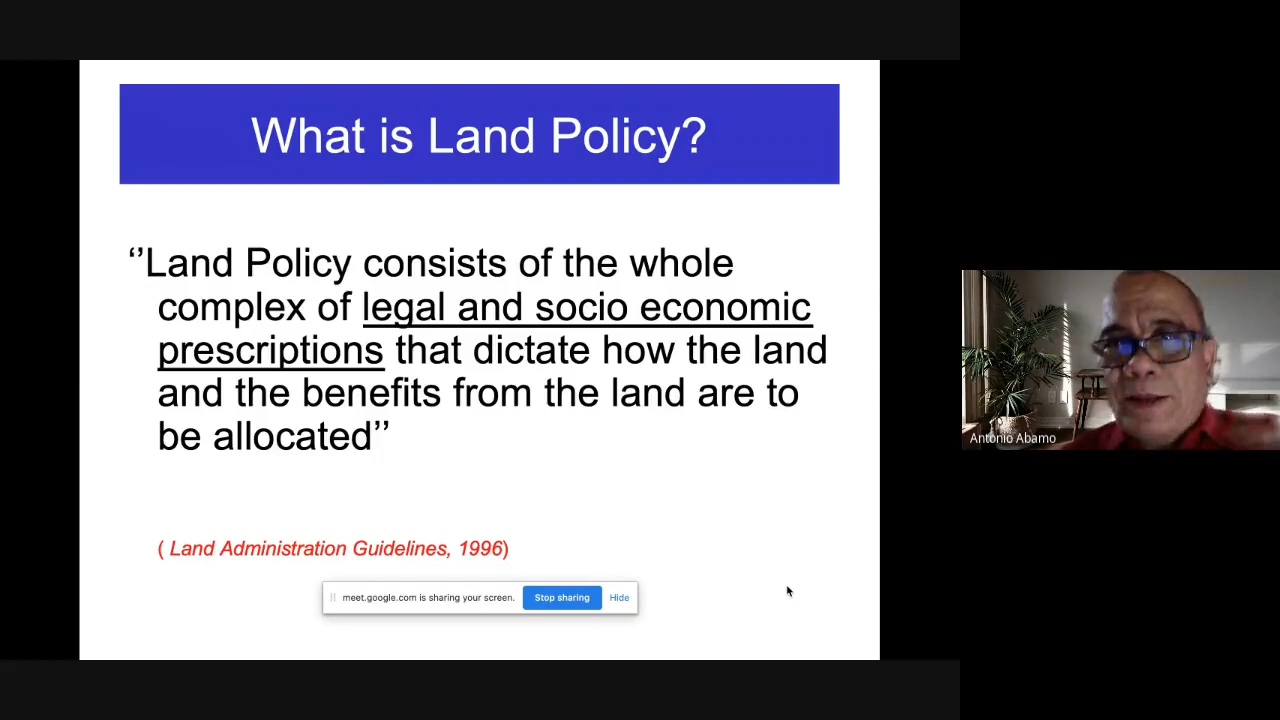 What is Land Policy?
‘’Land Policy consists of the whole
complex of legal and socio economic
prescriptions that dictate how the land
and the benefits from the land are to
be allocated’’
( Land Administration Guidelines, 1996)
meet.google.com is sharing your screen. Stop sharing Hide
Antonio Abamo